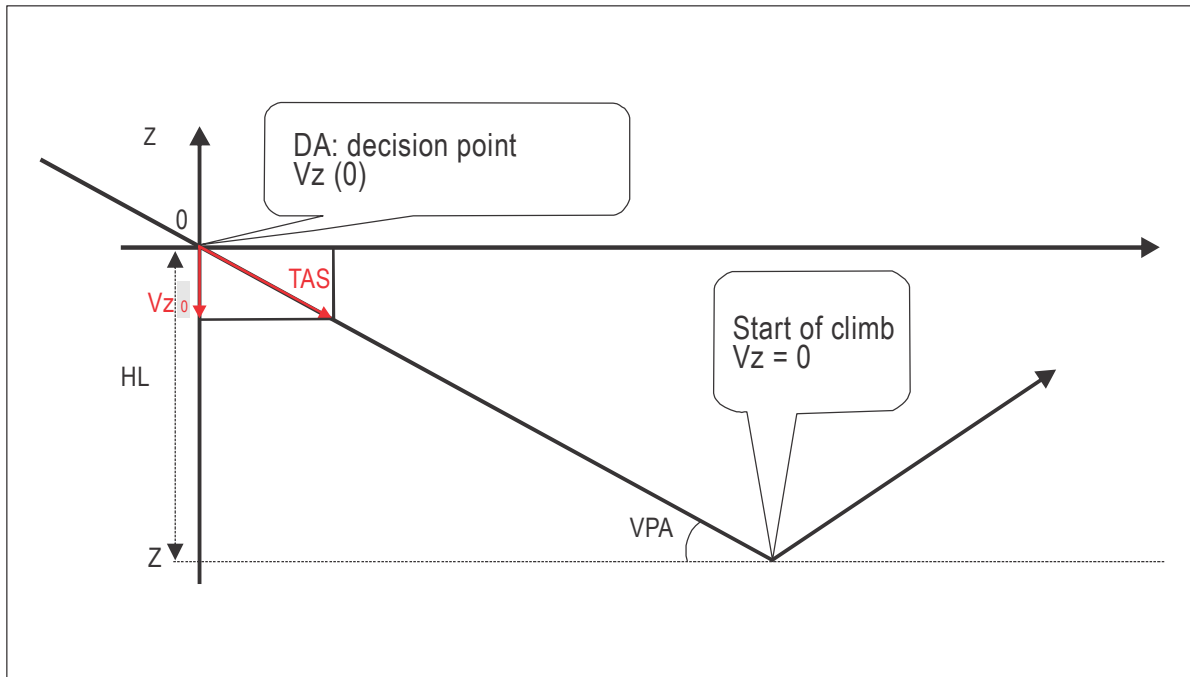 Z
DA: decision point
Vz (0)
0
TAS
Vz 0
Start of climb
Vz = 0
HL
VPA
Z